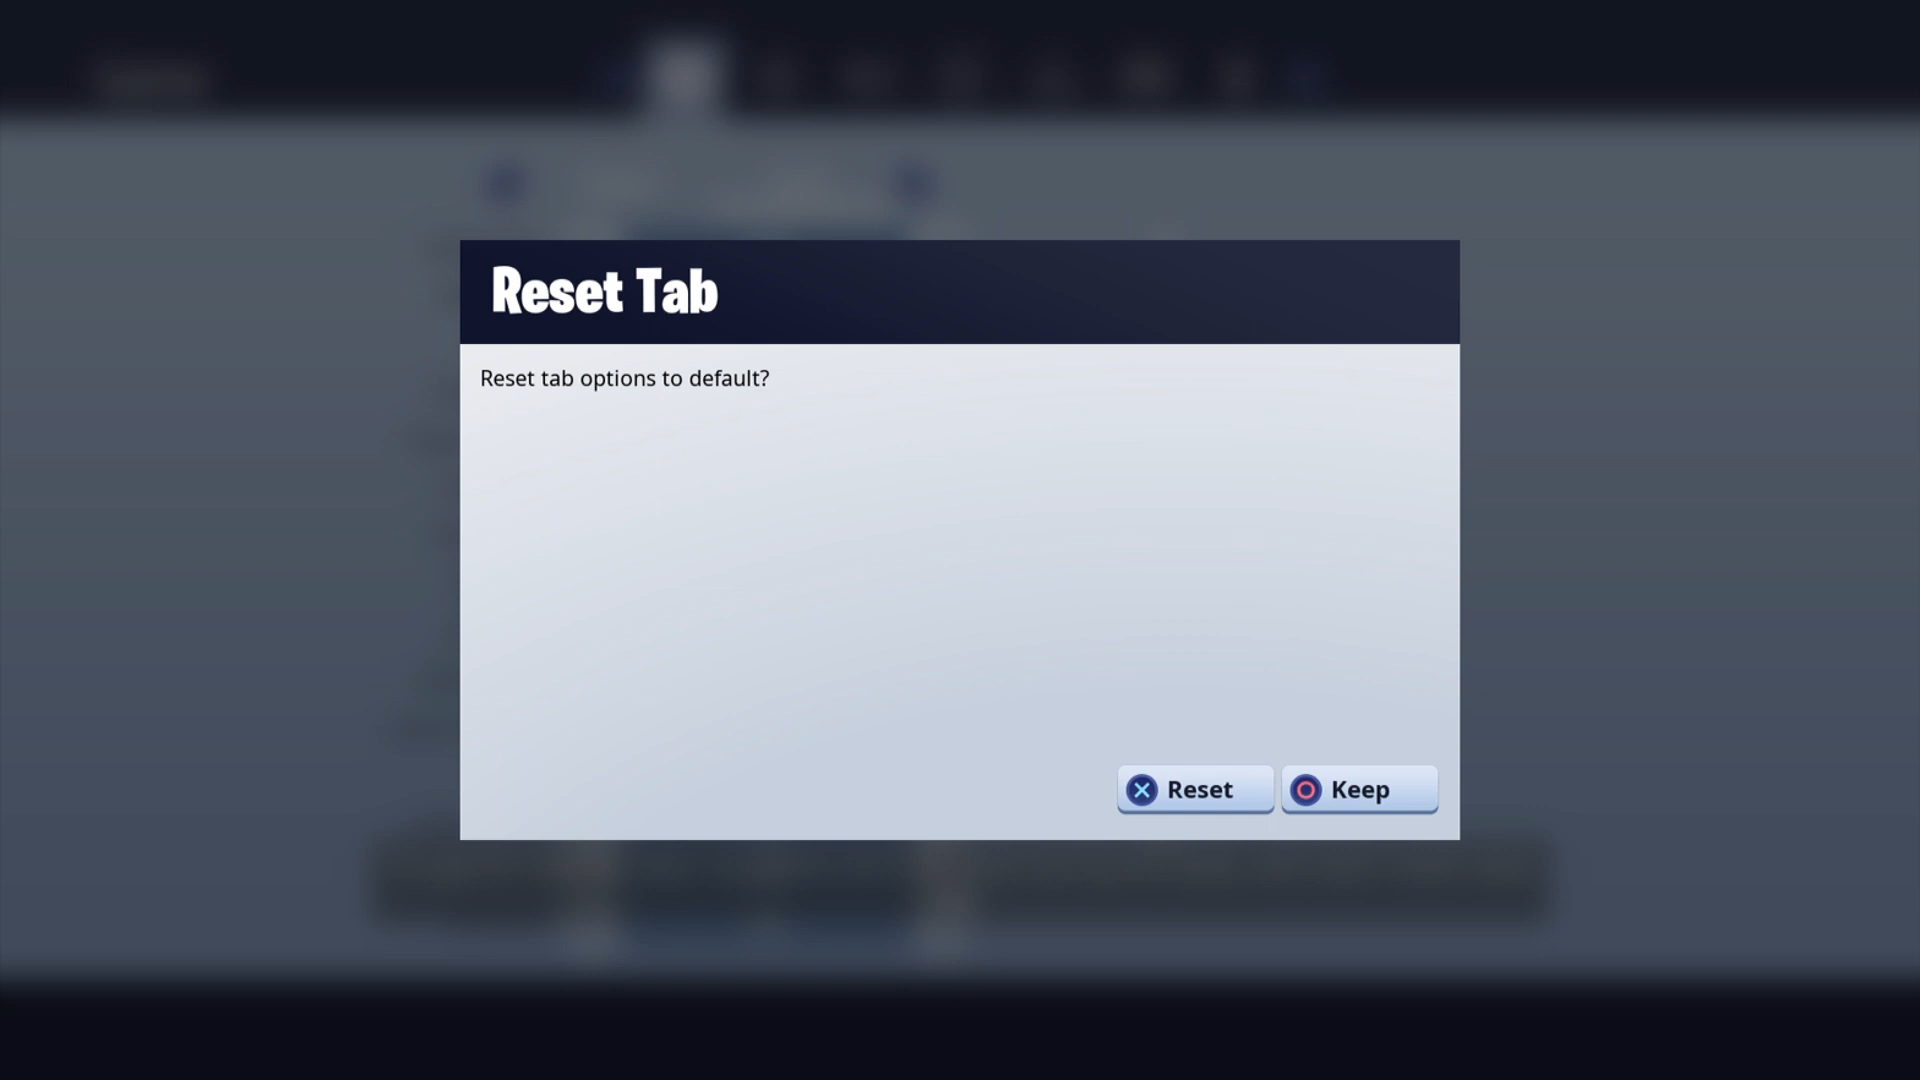 Reset Tab
Reset tab options to default?
Reset
Keep